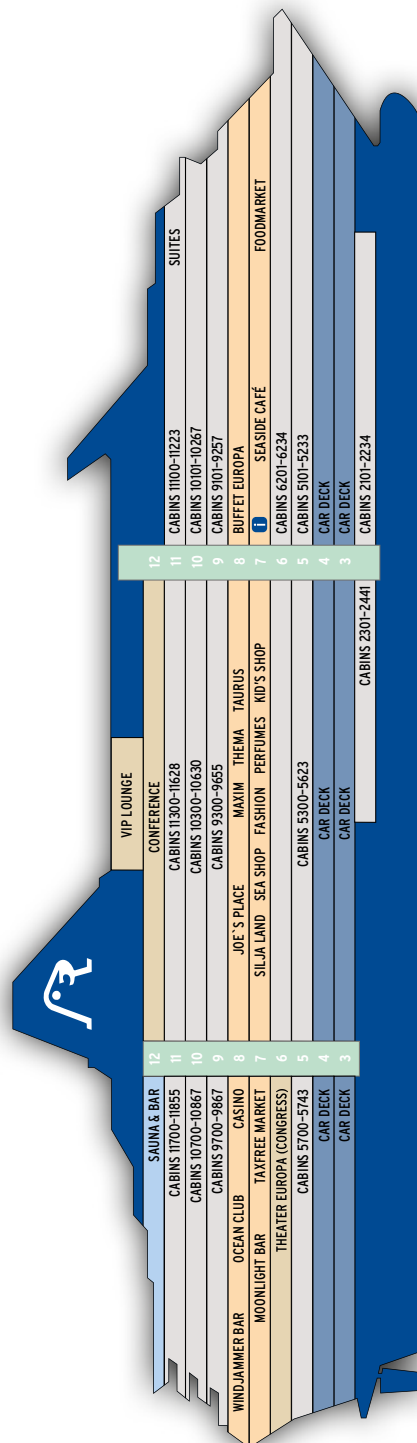 VIP LOUNGE
SAUNA & BAR 12 CONFERENCE 12
CABINS 11700-11855 11 CABINS 11300-11628 11 CABINS 11100-11223 SUITES
CABINS 10700-10867 10 CABINS 10300-10630 10 CABINS 10101-10267
CABINS 9700-9867 9 CABINS 9300-9655 9 CABINS 9101-9257
WINDJAMMER BAR OCEAN CLUB CASINO 8 JOE`S PLACE MAXIM THEMA TAURUS 8 BUFFET EUROPA
MOONLIGHT BAR TAXFREE MARKET 7 SILJA LAND SEA SHOP FASHION PERFUMES KID'S SHOP 7 i SEASIDE CAFÉ FOODMARKET
THEATER EUROPA (CONGRESS) 6 6 CABINS 6201-6234
CABINS 5700-5743 5 CABINS 5300-5623 5 CABINS 5101-5233
CAR DECK 4 CAR DECK 4 CAR DECK
CAR DECK 3 CAR DECK 3 CAR DECK
CABINS 2301-2441 CABINS 2101-2234